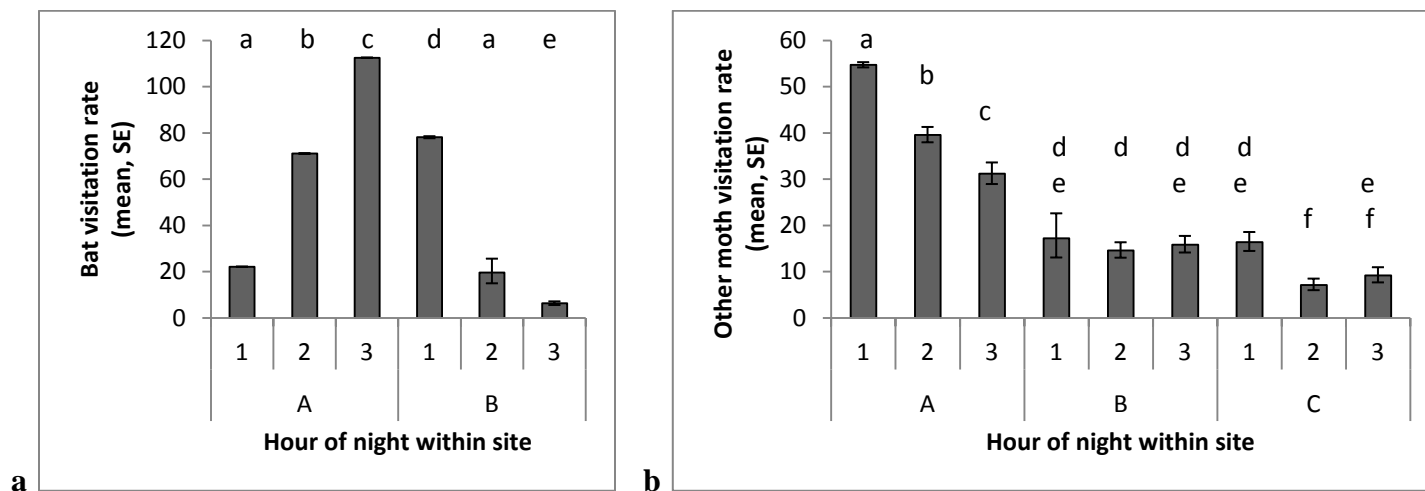 120
100
80
60
40
20
0
Bat visitation rate
(mean, SE)
a b c d a e
1 2 3 1 2 3
A B
Hour of night within site
a
60
50
40
30
20
10
0
Other moth visitation rate
(mean, SE)
a
b
c
d d d d
e e e e
f f
1 2 3 1 2 3 1 2 3
A B C
Hour of night within site
b